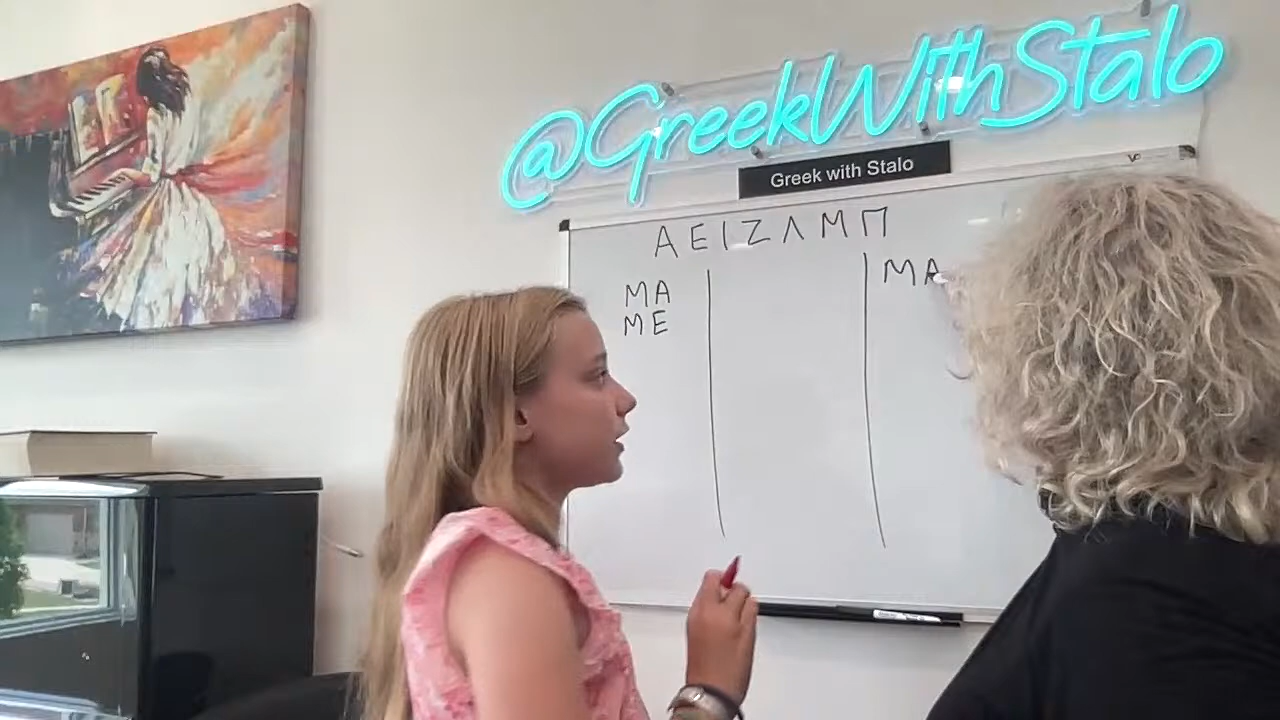 @GreekWithStalo
Greek with Stalo
Α Ε Ι Ζ Λ Μ Π
ΜΑ
ΜΕ
ΜΑ